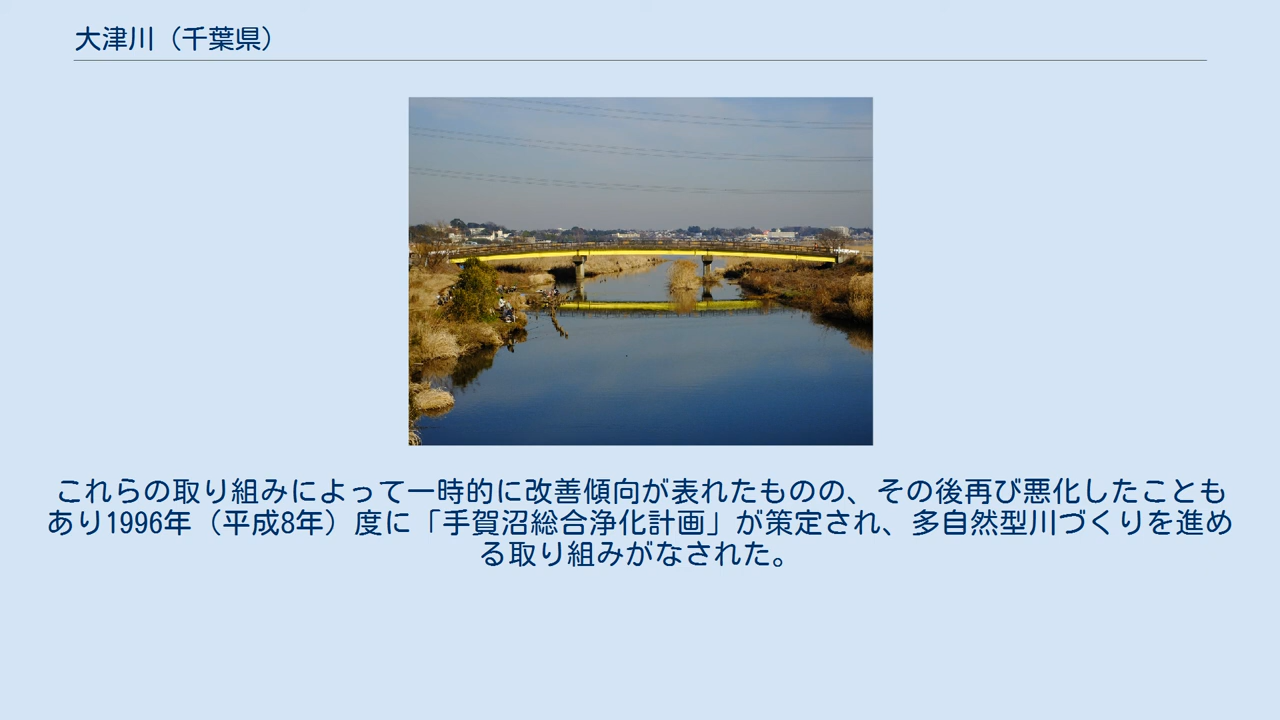 大津川（千葉県）
これらの取り組みによって一時的に改善傾向が表れたものの、その後再び悪化したことも
あり1996年（平成8年）度に「手賀沼総合浄化計画」が策定され、多自然型川づくりを進め
る取り組みがなされた。